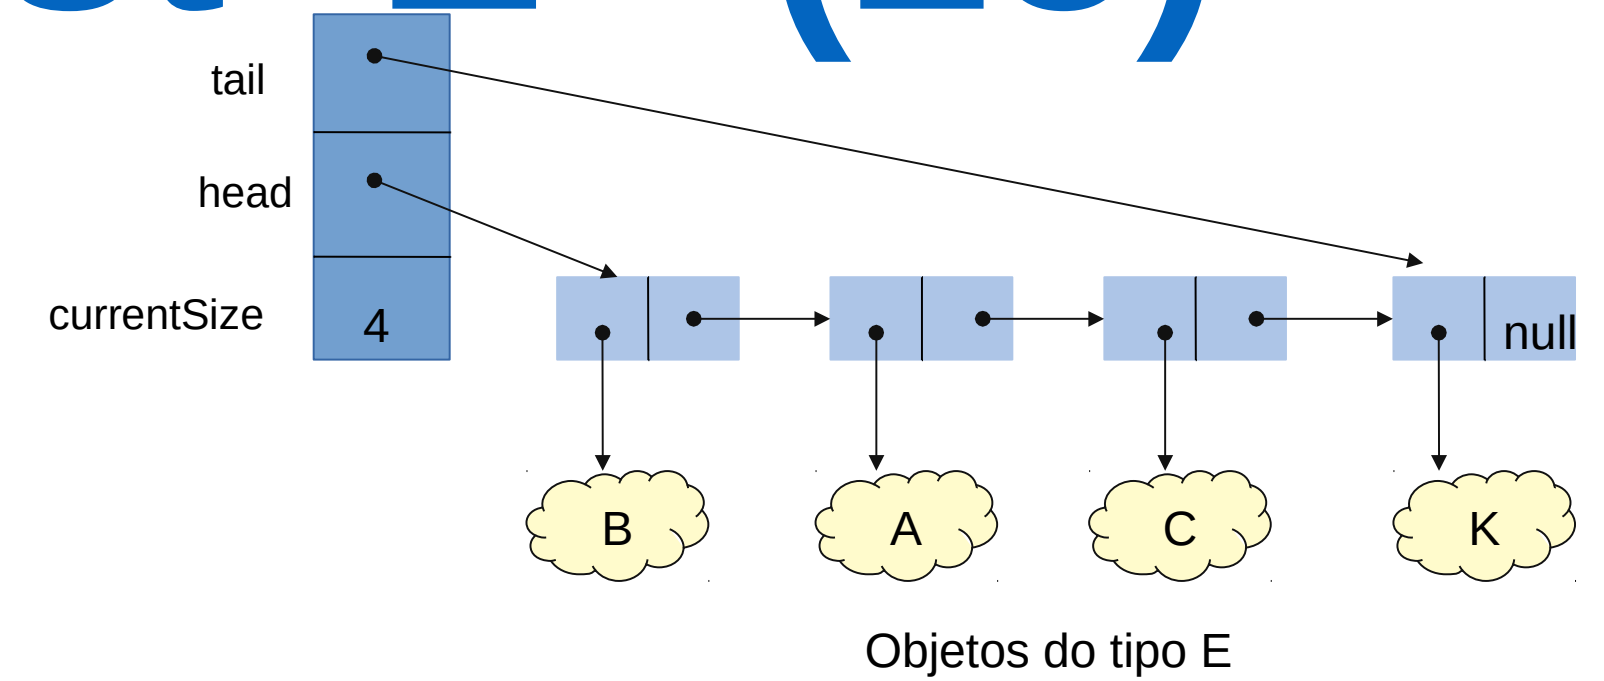 tail
head
currentSize
4
null
B
A
C
K
Objetos do tipo E